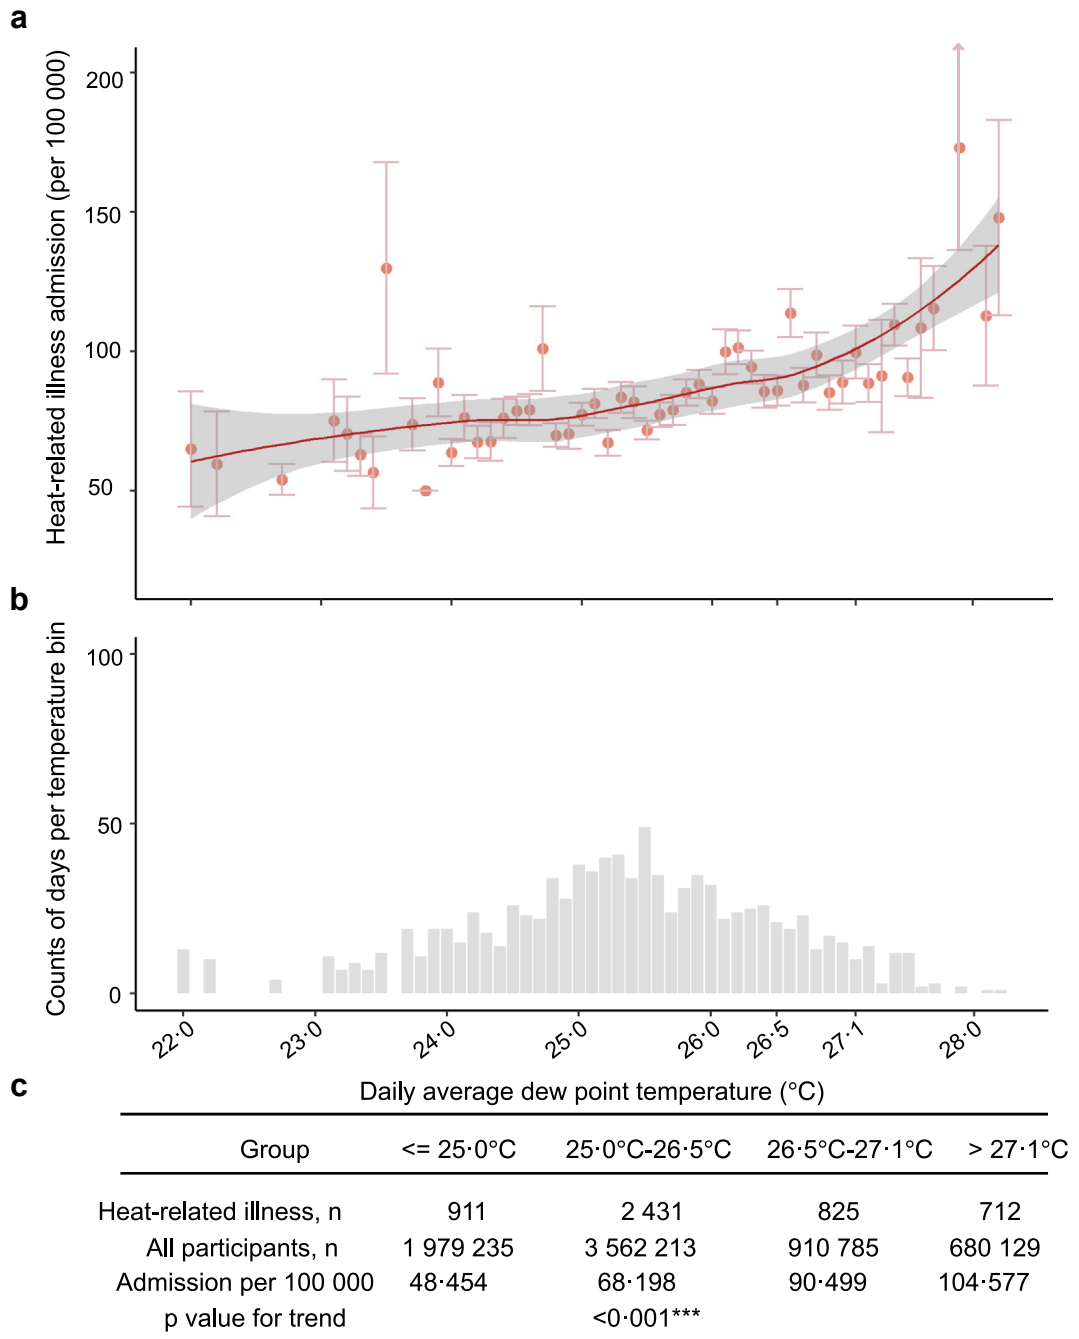 a
Heat-related illness admission (per 100 000)
200
150
100
50
b
Counts of days per temperature bin
100
50
0
22·0 23·0 24·0 25·0 26·0 26·5 27·1 28·0
Daily average dew point temperature (°C)
c
Group <= 25·0°C 25·0°C-26·5°C 26·5°C-27·1°C > 27·1°C
Heat-related illness, n 911 2 431 825 712
All participants, n 1 979 235 3 562 213 910 785 680 129
Admission per 100 000 48·454 68·198 90·499 104·577
p value for trend <0·001***